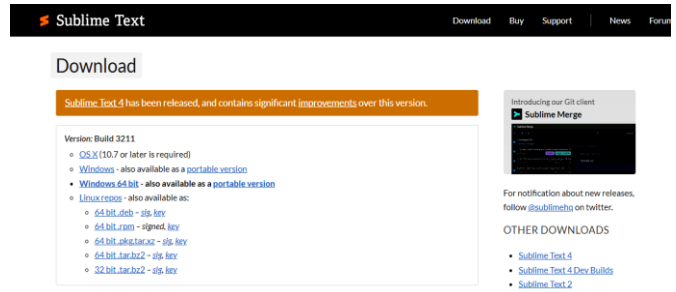 Sublime Text
Download Buy Support News Forum
Download
Sublime Text 4 has been released, and contains significant improvements over this version.
Version: Build 3211
OS X (10.7 or later is required)
Windows - also available as a portable version
Windows 64 bit - also available as a portable version
Linux repos - also available as:
64 bit .deb – sig, key
64 bit .rpm – signed, key
64 bit .pkg.tar.xz – sig, key
64 bit .tar.bz2 – sig, key
32 bit .tar.bz2 – sig, key
Introducing our Git client
Sublime Merge
For notification about new releases,
follow @sublimehq on twitter.
OTHER DOWNLOADS
Sublime Text 4
Sublime Text 4 Dev Builds
Sublime Text 2